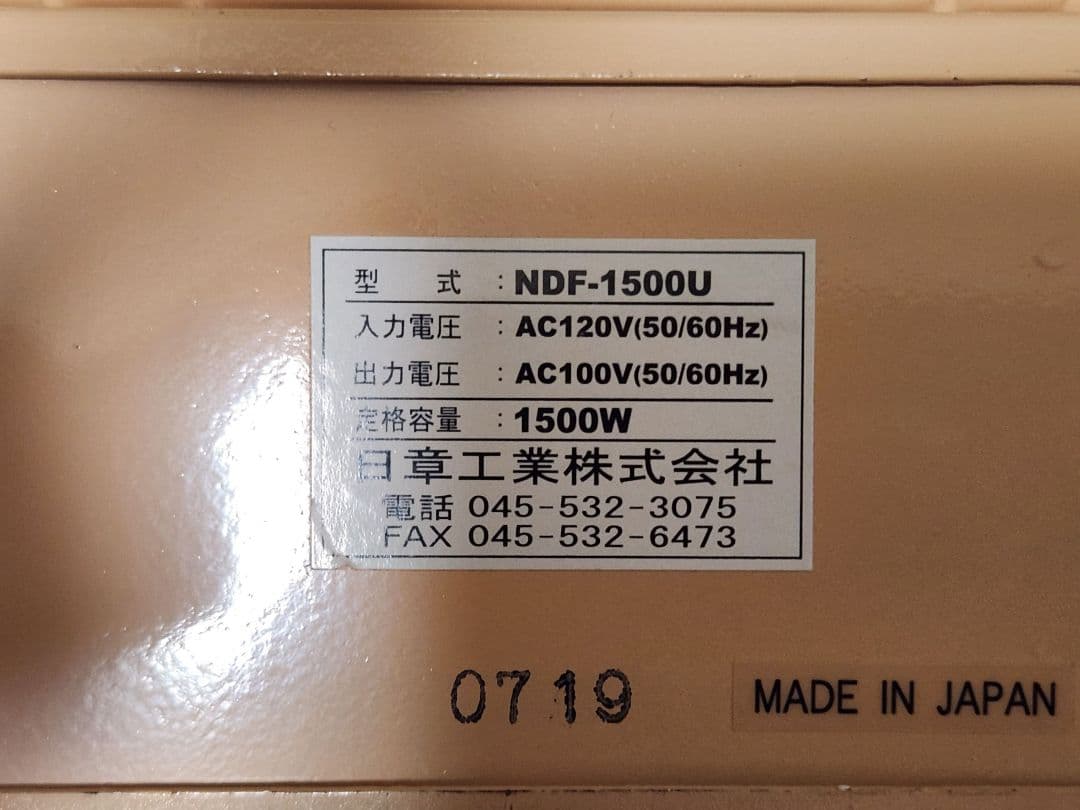 型　式 : NDF-1500U
入力電圧 : AC120V(50/60Hz)
出力電圧 : AC100V(50/60Hz)
定格容量 : 1500W
日章工業株式会社
電話 045-532-3075
FAX 045-532-6473
0719
MADE IN JAPAN